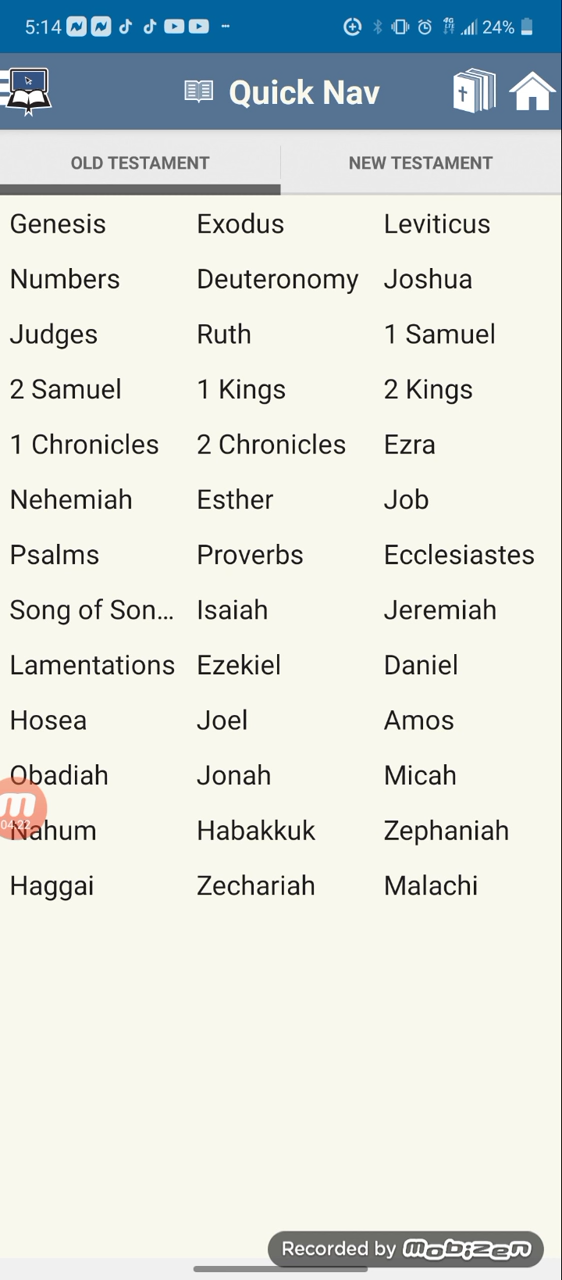 5:14 24%
Quick Nav
OLD TESTAMENT NEW TESTAMENT
Genesis Exodus Leviticus
Numbers Deuteronomy Joshua
Judges Ruth 1 Samuel
2 Samuel 1 Kings 2 Kings
1 Chronicles 2 Chronicles Ezra
Nehemiah Esther Job
Psalms Proverbs Ecclesiastes
Song of Son... Isaiah Jeremiah
Lamentations Ezekiel Daniel
Hosea Joel Amos
Obadiah Jonah Micah
04:22
Nahum Habakkuk Zephaniah
Haggai Zechariah Malachi
Recorded by mobizen